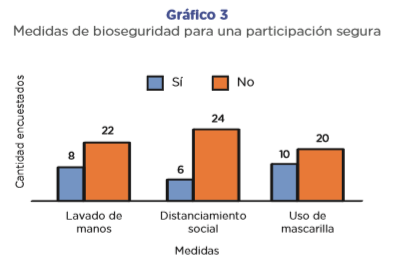 Gráfico 3
Medidas de bioseguridad para una participación segura
Sí No
Cantidad encuestados
8 22 6 24 10 20
Lavado de manos
Distanciamiento social
Uso de mascarilla
Medidas